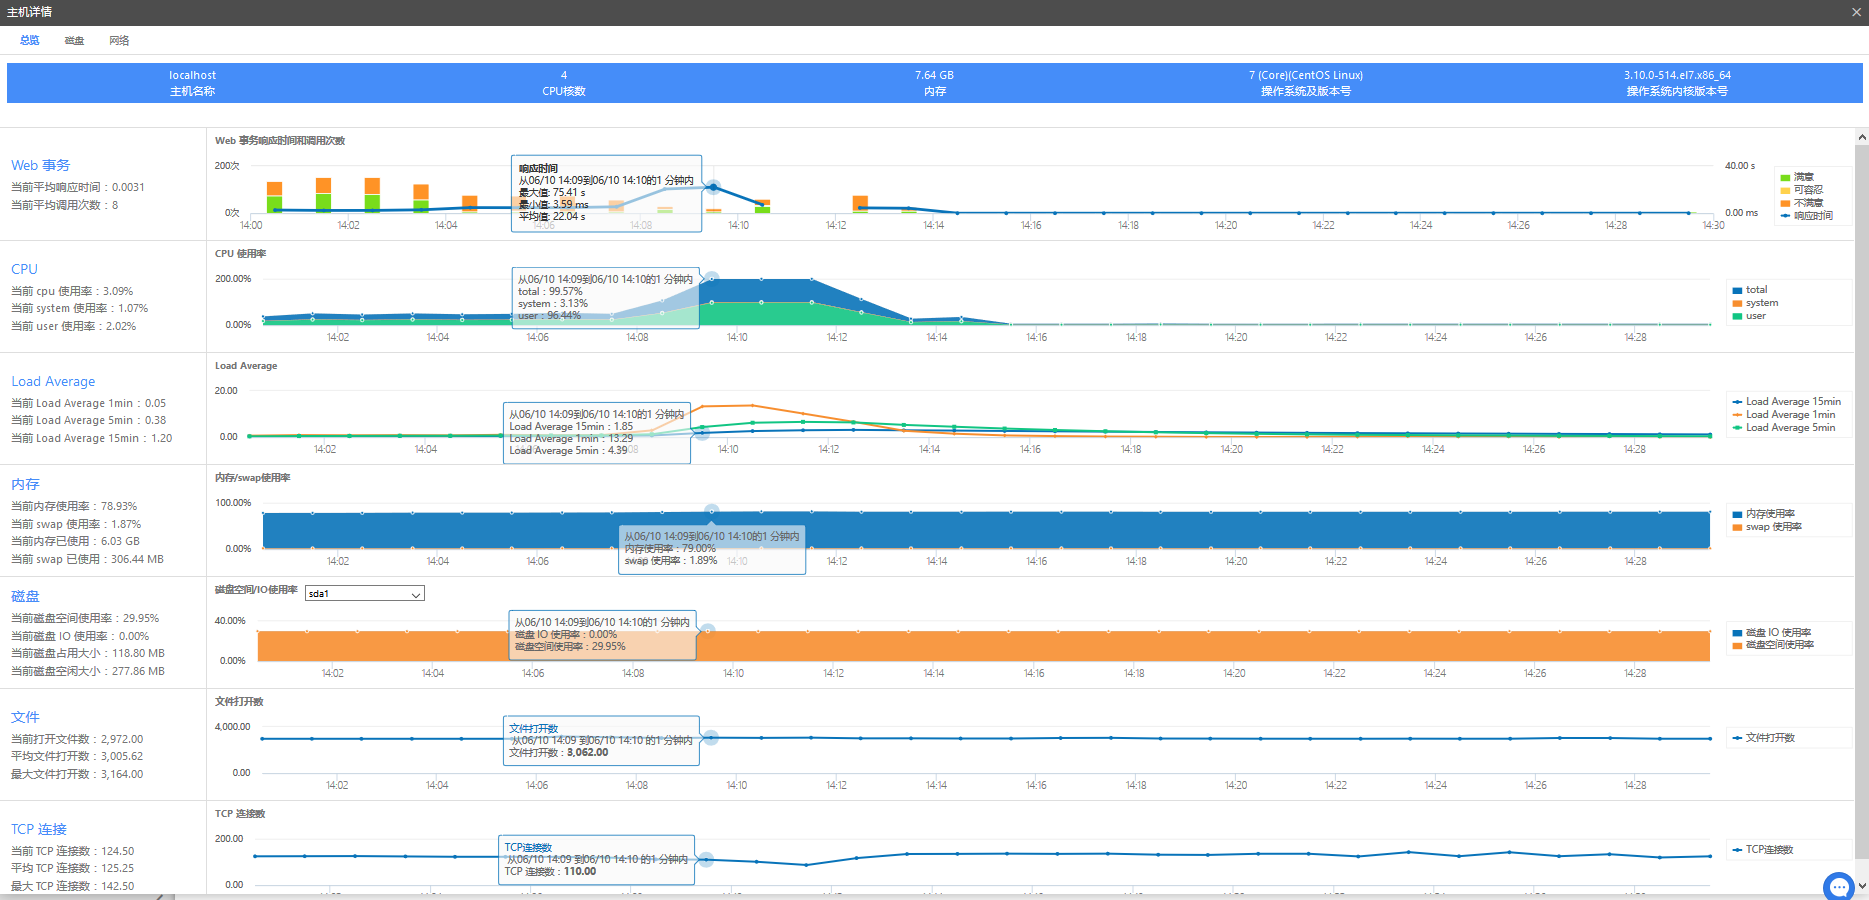 主机详情
总览 磁盘 网络
localhost 4 7.64 GB 7 (Core)(CentOS Linux) 3.10.0-514.el7.x86_64
主机名称 CPU核数 内存 操作系统及版本号 操作系统内核版本号
Web 事务
当前平均响应时间：0.0031
当前平均调用次数：8
Web 事务响应时间和调用次数
200次
0次
40.00 s
0.00 ms
响应时间
从06/10 14:09到06/10 14:10的1 分钟内
最大值: 75.41 s
最小值: 3.59 ms
平均值: 22.04 s
14:00 14:02 14:04 14:06 14:08 14:10 14:12 14:14 14:16 14:18 14:20 14:22 14:24 14:26 14:28 14:30
满意
可容忍
不满意
响应时间
CPU
当前 cpu 使用率：3.09%
当前 system 使用率：1.07%
当前 user 使用率：2.02%
CPU 使用率
200.00%
0.00%
从06/10 14:09到06/10 14:10的1 分钟内
total：99.57%
system：3.13%
user：96.44%
14:02 14:04 14:06 14:08 14:10 14:12 14:14 14:16 14:18 14:20 14:22 14:24 14:26 14:28
total
system
user
Load Average
当前 Load Average 1min：0.05
当前 Load Average 5min：0.38
当前 Load Average 15min：1.20
Load Average
20.00
0.00
从06/10 14:09到06/10 14:10的1 分钟内
Load Average 15min：1.85
Load Average 1min：13.29
Load Average 5min：4.39
14:02 14:04 14:08 14:10 14:12 14:14 14:16 14:18 14:20 14:22 14:24 14:26 14:28
Load Average 15min
Load Average 1min
Load Average 5min
内存
当前内存使用率：78.93%
当前 swap 使用率：1.87%
当前内存已使用：6.03 GB
当前 swap 已使用：306.44 MB
内存/swap使用率
100.00%
0.00%
从06/10 14:09到06/10 14:10的1 分钟内
内存使用率：79.00%
swap 使用率：1.89%
14:02 14:04 14:06 14:08 14:10 14:12 14:14 14:16 14:18 14:20 14:22 14:24 14:26 14:28
内存使用率
swap 使用率
磁盘
当前磁盘空间使用率：29.95%
当前磁盘 IO 使用率：0.00%
当前磁盘占用大小：118.80 MB
当前磁盘空闲大小：277.86 MB
磁盘空间/IO使用率 sda1
40.00%
0.00%
从06/10 14:09到06/10 14:10的1 分钟内
磁盘 IO 使用率：0.00%
磁盘空间使用率：29.95%
14:02 14:04 14:06 14:08 14:10 14:12 14:14 14:16 14:18 14:20 14:22 14:24 14:26 14:28
磁盘 IO 使用率
磁盘空间使用率
文件
当前打开文件数：2,972.00
平均文件打开数：3,005.62
最大文件打开数：3,164.00
文件打开数
4,000.00
0.00
文件打开数
从06/10 14:09到06/10 14:10 的1 分钟内
文件打开数：3,062.00
14:02 14:04 14:06 14:08 14:10 14:12 14:14 14:16 14:18 14:20 14:22 14:24 14:26 14:28
文件打开数
TCP 连接
当前 TCP 连接数：124.50
平均 TCP 连接数：125.25
最大 TCP 连接数：142.50
TCP 连接数
200.00
0.00
TCP连接数
从06/10 14:09 到06/10 14:10 的1 分钟内
TCP 连接数：110.00
TCP连接数